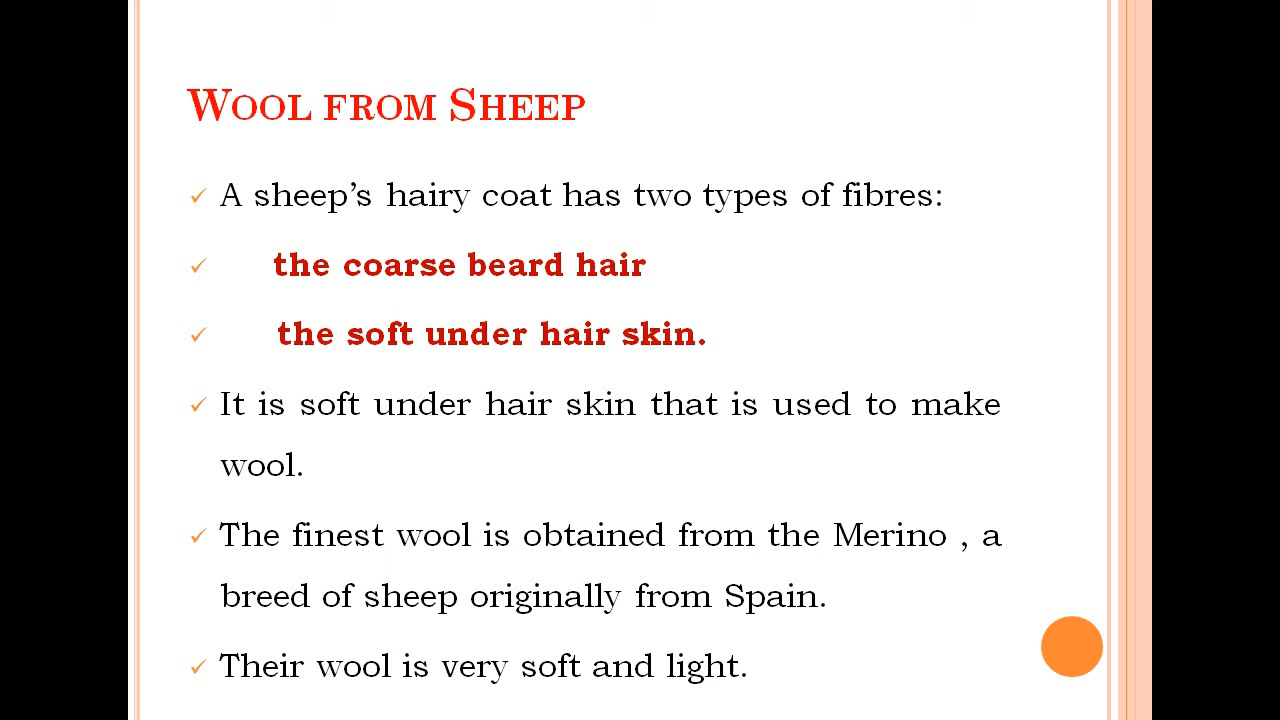 WOOL FROM SHEEP
✓ A sheep’s hairy coat has two types of fibres:
✓ the coarse beard hair
✓ the soft under hair skin.
✓ It is soft under hair skin that is used to make
wool.
✓ The finest wool is obtained from the Merino , a
breed of sheep originally from Spain.
✓ Their wool is very soft and light.